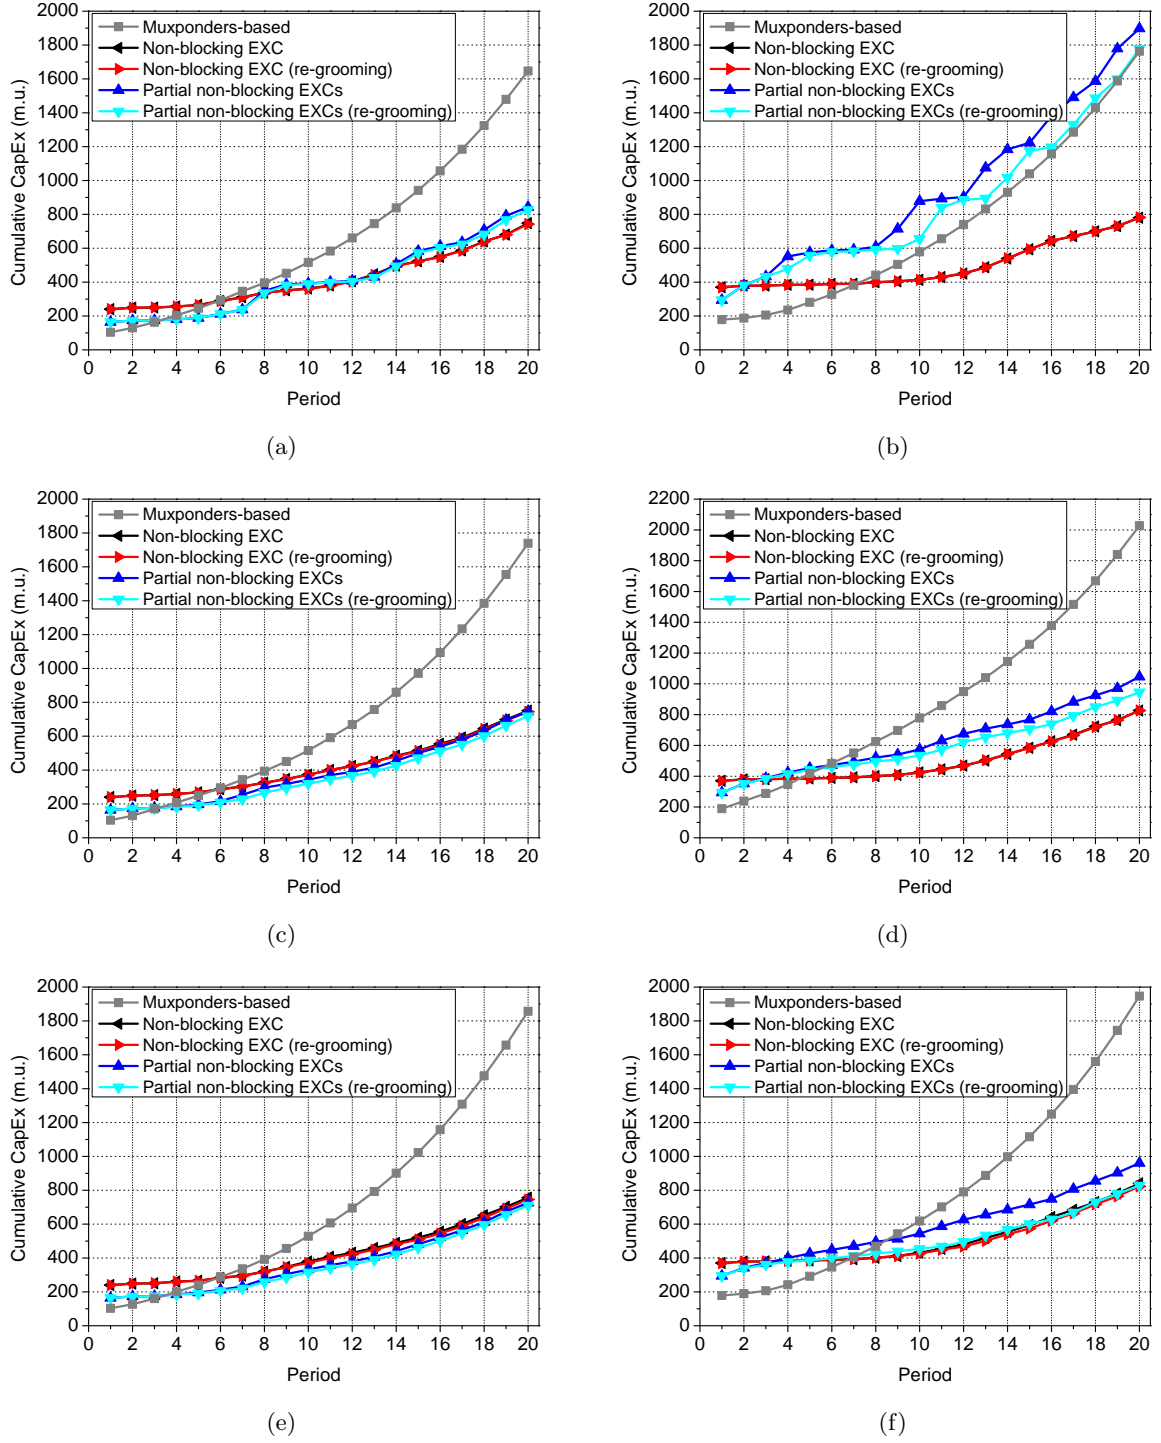 2000
1800
1600
1400
1200
1000
800
600
400
200
0
Cumulative CapEx (m.u.)
Muxponders-based
Non-blocking EXC
Non-blocking EXC (re-grooming)
Partial non-blocking EXCs
Partial non-blocking EXCs (re-grooming)
0 2 4 6 8 10 12 14 16 18 20
Period
(a)
2000
1800
1600
1400
1200
1000
800
600
400
200
0
Cumulative CapEx (m.u.)
Muxponders-based
Non-blocking EXC
Non-blocking EXC (re-grooming)
Partial non-blocking EXCs
Partial non-blocking EXCs (re-grooming)
0 2 4 6 8 10 12 14 16 18 20
Period
(b)
2000
1800
1600
1400
1200
1000
800
600
400
200
0
Cumulative CapEx (m.u.)
Muxponders-based
Non-blocking EXC
Non-blocking EXC (re-grooming)
Partial non-blocking EXCs
Partial non-blocking EXCs (re-grooming)
0 2 4 6 8 10 12 14 16 18 20
Period
(c)
2200
2000
1800
1600
1400
1200
1000
800
600
400
200
0
Cumulative CapEx (m.u.)
Muxponders-based
Non-blocking EXC
Non-blocking EXC (re-grooming)
Partial non-blocking EXCs
Partial non-blocking EXCs (re-grooming)
0 2 4 6 8 10 12 14 16 18 20
Period
(d)
2000
1800
1600
1400
1200
1000
800
600
400
200
0
Cumulative CapEx (m.u.)
Muxponders-based
Non-blocking EXC
Non-blocking EXC (re-grooming)
Partial non-blocking EXCs
Partial non-blocking EXCs (re-grooming)
0 2 4 6 8 10 12 14 16 18 20
Period
(e)
2000
1800
1600
1400
1200
1000
800
600
400
200
0
Cumulative CapEx (m.u.)
Muxponders-based
Non-blocking EXC
Non-blocking EXC (re-grooming)
Partial non-blocking EXCs
Partial non-blocking EXCs (re-grooming)
0 2 4 6 8 10 12 14 16 18 20
Period
(f)